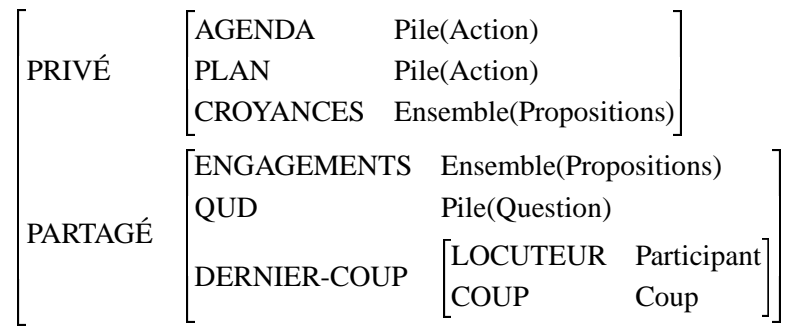 AGENDA Pile(Action)
PRIVÉ PLAN Pile(Action)
CROYANCES Ensemble(Propositions)
ENGAGEMENTS Ensemble(Propositions)
QUD Pile(Question)
PARTAGÉ
LOCUTEUR Participant
DERNIER-COUP
COUP Coup